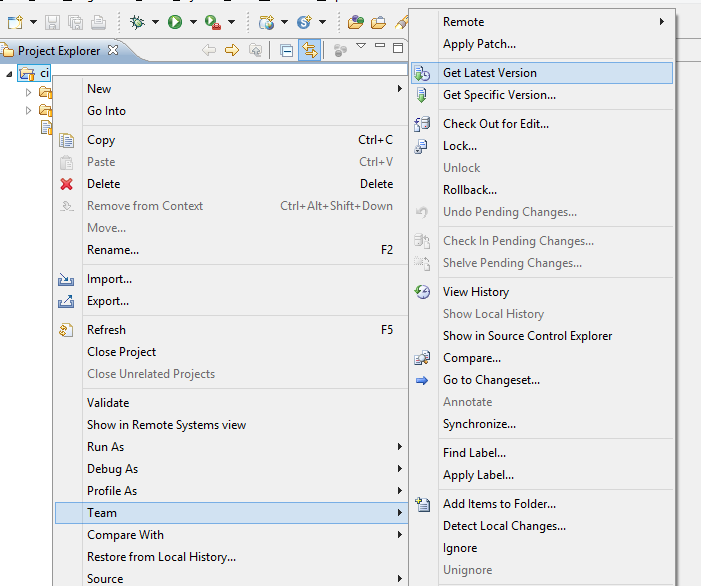 Project Explorer
ci
New
Go Into
Copy Ctrl+C
Paste Ctrl+V
Delete Delete
Remove from Context Ctrl+Alt+Shift+Down
Move...
Rename... F2
Import...
Export...
Refresh F5
Close Project
Close Unrelated Projects
Validate
Show in Remote Systems view
Run As
Debug As
Profile As
Team
Compare With
Restore from Local History...
Source
Remote
Apply Patch...
Get Latest Version
Get Specific Version...
Check Out for Edit...
Lock...
Unlock
Rollback...
Undo Pending Changes...
Check In Pending Changes...
Shelve Pending Changes...
View History
Show Local History
Show in Source Control Explorer
Compare...
Go to Changeset...
Annotate
Synchronize...
Find Label...
Apply Label...
Add Items to Folder...
Detect Local Changes...
Ignore
Unignore